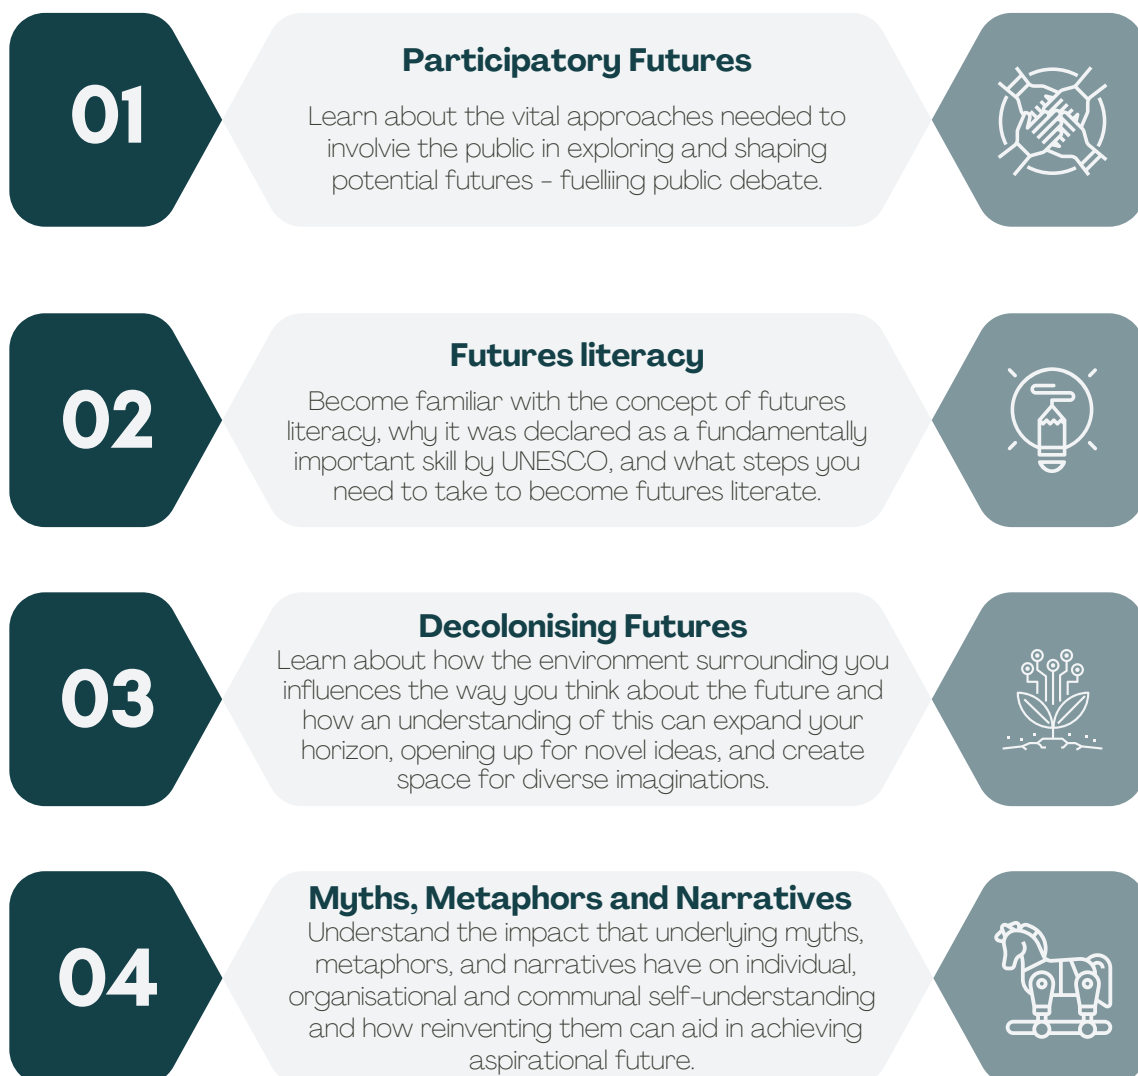 01
Participatory Futures
Learn about the vital approaches needed to
involvie the public in exploring and shaping
potential futures – fuelliing public debate.
02
Futures literacy
Become familiar with the concept of futures
literacy, why it was declared as a fundamentally
important skill by UNESCO, and what steps you
need to take to become futures literate.
03
Decolonising Futures
Learn about how the environment surrounding you
influences the way you think about the future and
how an understanding of this can expand your
horizon, opening up for novel ideas, and create
space for diverse imaginations.
04
Myths, Metaphors and Narratives
Understand the impact that underlying myths,
metaphors, and narratives have on individual,
organisational and communal self-understanding
and how reinventing them can aid in achieving
aspirational future.